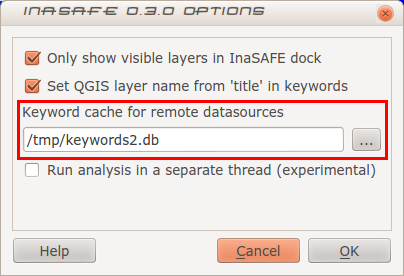 InaSAFE 0.3.0 Options
Only show visible layers in InaSAFE dock
Set QGIS layer name from 'title' in keywords
Keyword cache for remote datasources
/tmp/keywords2.db
...
Run analysis in a separate thread (experimental)
Help
Cancel
OK